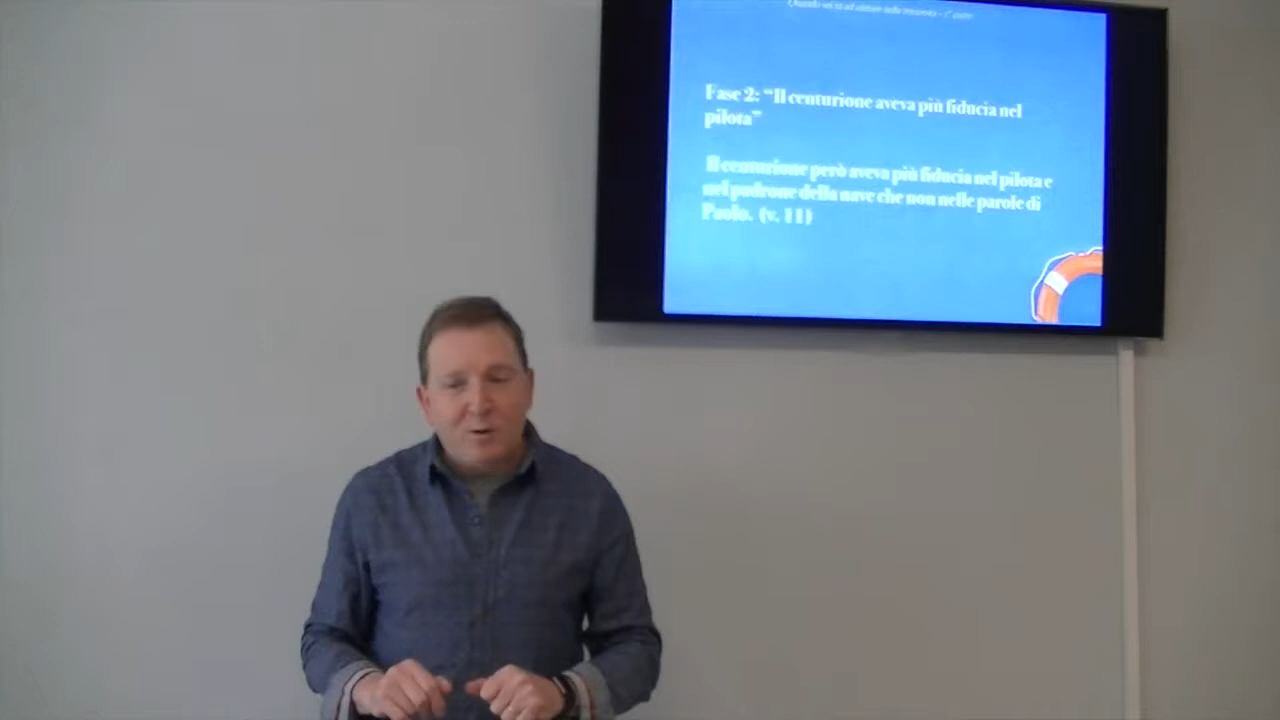 Fase 2: “Il centurione aveva più fiducia nel
pilota”
Il centurione però aveva più fiducia nel pilota e
nel padrone della nave che non nelle parole di
Paolo. (v. 11)